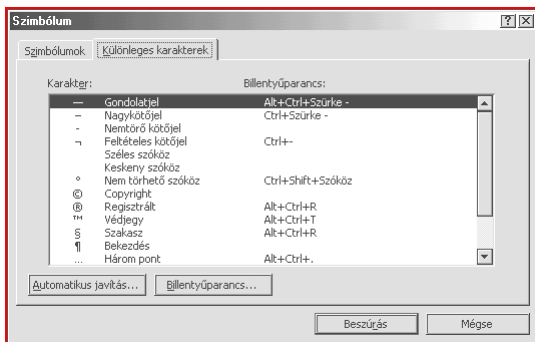 Szimbólum
Szimbólumok Különleges karakterek
Karakter: Billentyűparancs:
— Gondolatjel Alt+Ctrl+Szürke -
– Nagykötőjel Ctrl+Szürke -
- Nemtörő kötőjel
¬ Feltételes kötőjel Ctrl+-
Széles szóköz
Keskeny szóköz
° Nem törhető szóköz Ctrl+Shift+Szóköz
© Copyright
® Regisztrált Alt+Ctrl+R
™ Védjegy Alt+Ctrl+T
§ Szakasz Alt+Ctrl+R
¶ Bekezdés
... Három pont Alt+Ctrl+.
Automatikus javítás... Billentyűparancs...
Beszúrás Mégse